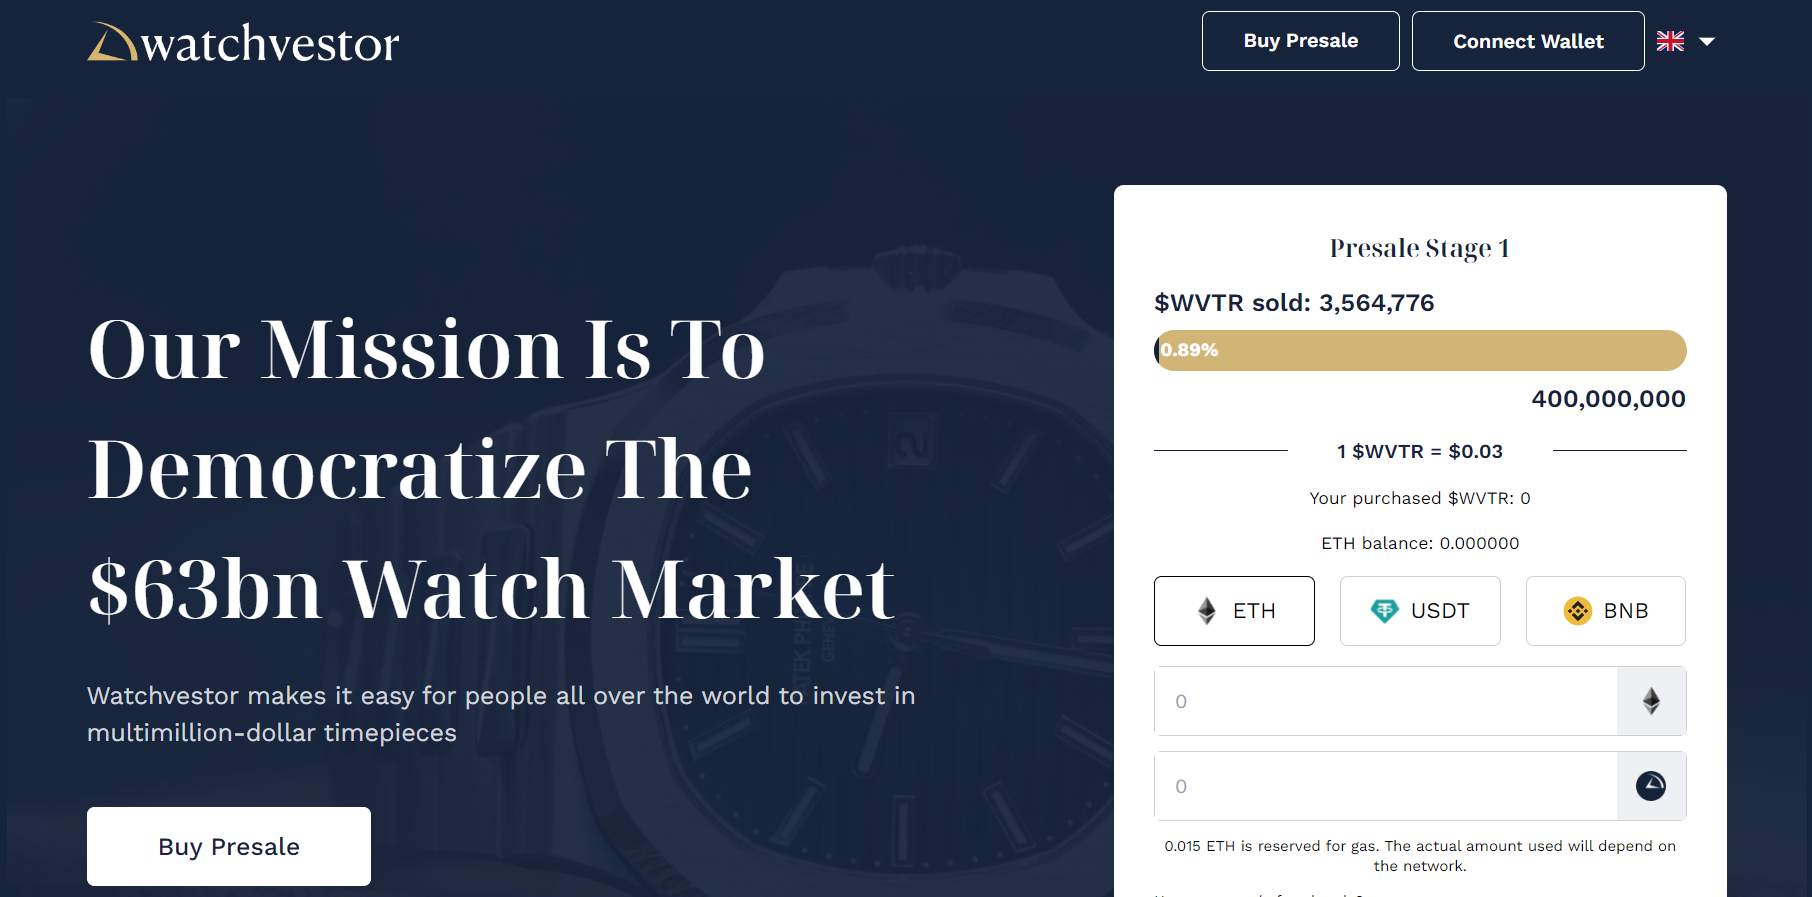 watchvestor
Buy Presale
Connect Wallet
Our Mission Is To
Democratize The
$63bn Watch Market
Watchvestor makes it easy for people all over the world to invest in
multimillion-dollar timepieces
Buy Presale
Presale Stage 1
$WVTR sold: 3,564,776
0.89%
400,000,000
1 $WVTR = $0.03
Your purchased $WVTR: 0
ETH balance: 0.000000
ETH
USDT
BNB
0
0
0.015 ETH is reserved for gas. The actual amount used will depend on
the network.
2